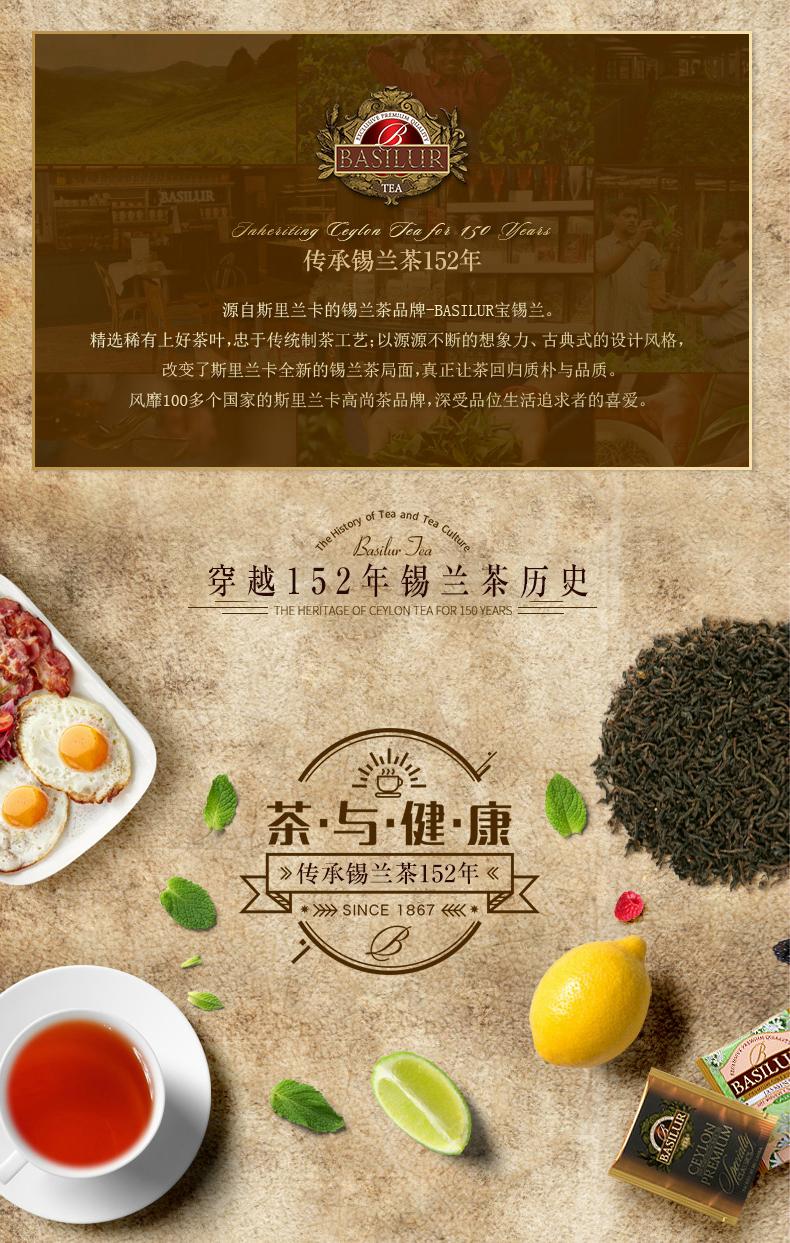 EXCLUSIVE PREMIUM QUALITY
B
BASILUR
TEA
BASILUR
Inheriting Ceylon Tea for 150 Years
传承锡兰茶152年
源自斯里兰卡的锡兰茶品牌-BASILUR宝锡兰。
精选稀有上好茶叶,忠于传统制茶工艺;以源源不断的想象力、古典式的设计风格,
改变了斯里兰卡全新的锡兰茶局面,真正让茶回归质朴与品质。
风靡100多个国家的斯里兰卡高尚茶品牌,深受品位生活追求者的喜爱。
The History of Tea and Tea Culture
Basilur Tea
穿越152年锡兰茶历史
THE HERITAGE OF CEYLON TEA FOR 150 YEARS
茶·与·健·康
传承锡兰茶152年
SINCE 1867
B
BASILUR
BASILUR
CEYLON
PREMIUM
Specialty